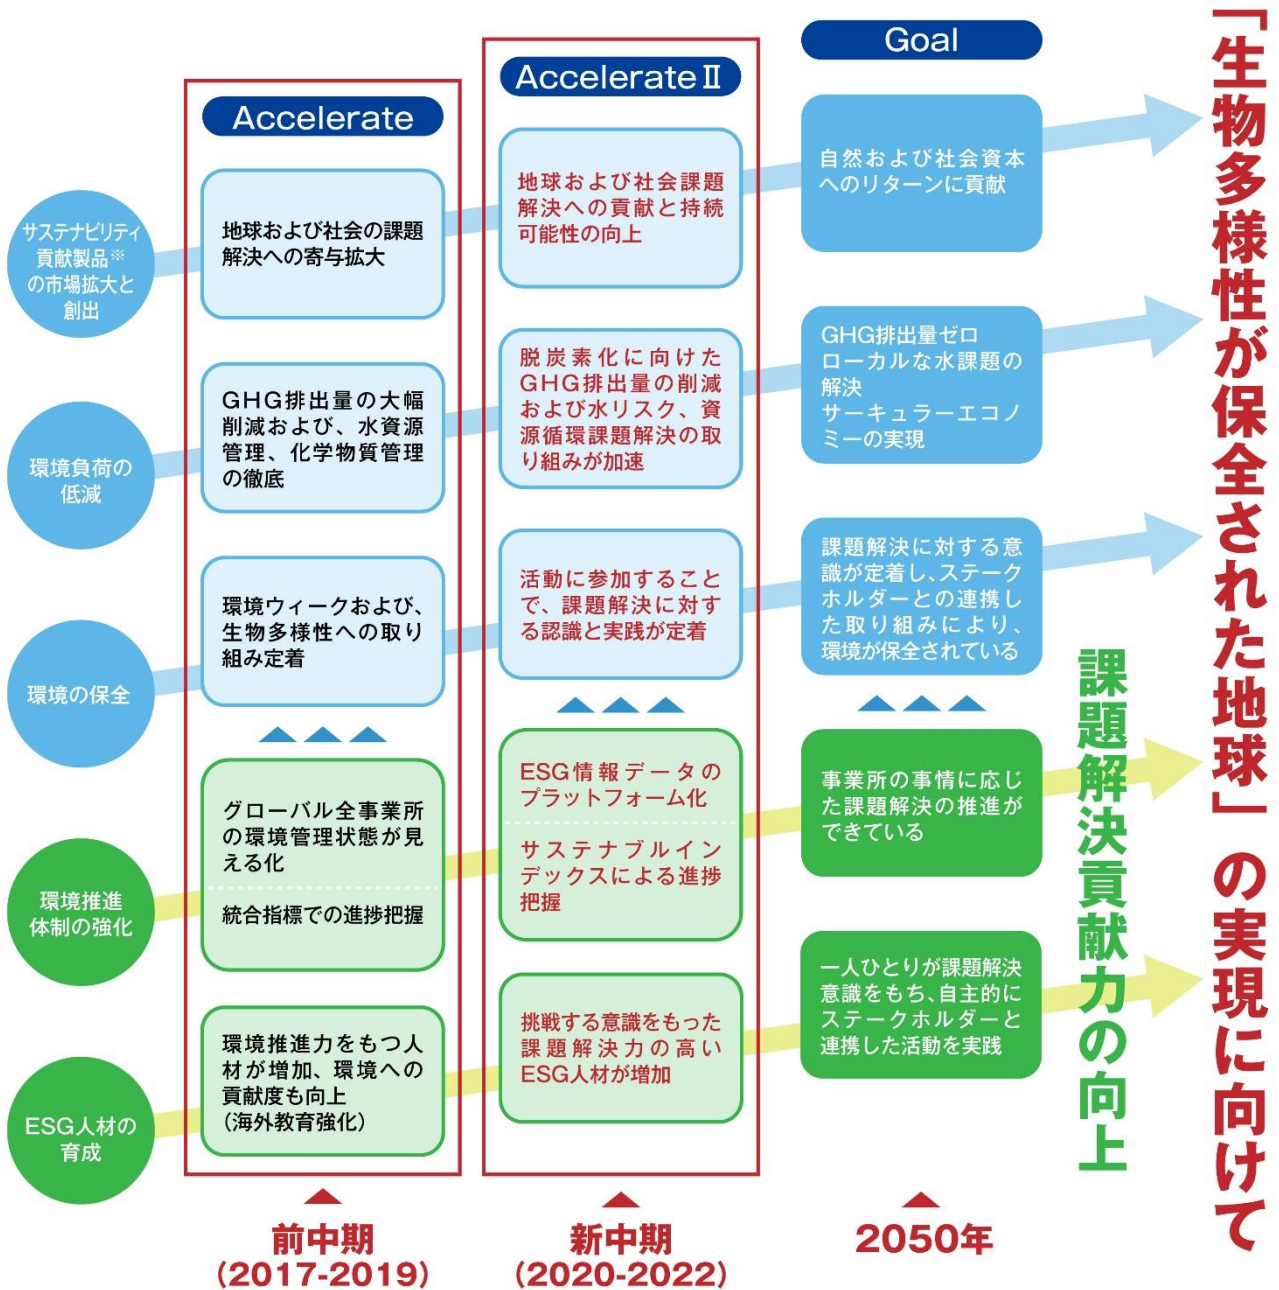 Accelerate
Accelerate Ⅱ
Goal
サステナビリティ
貢献製品※
の市場拡大と
創出
地球および社会の課題
解決への寄与拡大
地球および社会課題
解決への貢献と持続
可能性の向上
自然および社会資本
へのリターンに貢献
環境負荷の
低減
GHG排出量の大幅
削減および、水資源
管理、化学物質管理
の徹底
脱炭素化に向けた
GHG排出量の削減
および水リスク、資
源循環課題解決の取
り組みが加速
GHG排出量ゼロ
ローカルな水課題の
解決
サーキュラーエコノ
ミーの実現
環境の保全
環境ウィークおよび、
生物多様性への取り
組み定着
活動に参加すること
で、課題解決に対す
る認識と実践が定着
課題解決に対する意
識が定着し、ステーク
ホルダーとの連携し
た取り組みにより、
環境が保全されている
環境推進
体制の強化
グローバル全事業所
の環境管理状態が見
える化
統合指標での進捗把握
ESG情報データの
プラットフォーム化
サステナブルイン
デックスによる進捗
把握
事業所の事情に応じ
た課題解決の推進が
できている
ESG人材の
育成
環境推進力をもつ人
材が増加、環境への
貢献度も向上
(海外教育強化)
挑戦する意識をもった
課題解決力の高い
ESG人材が増加
一人ひとりが課題解決
意識をもち、自主的に
ステークホルダーと
連携した活動を実践
前中期
(2017-2019)
新中期
(2020-2022)
2050年
課題解決貢献力の向上
「生物多様性が保全された地球」の実現に向けて